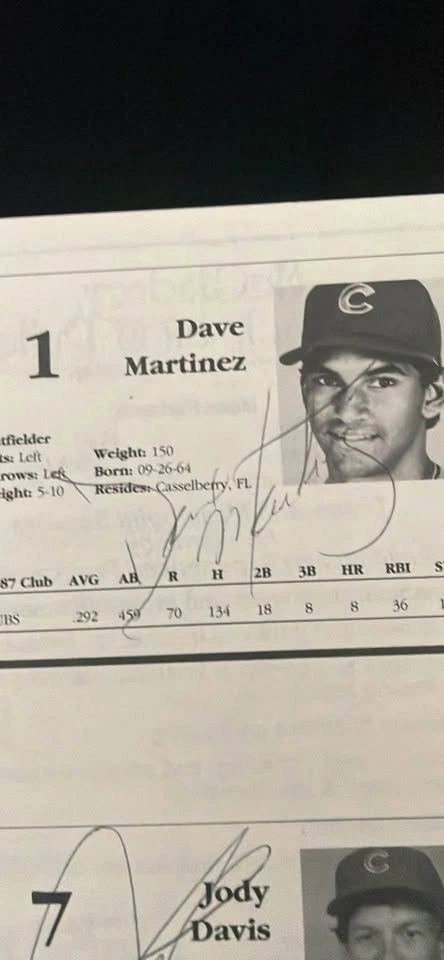 1
Dave
Martinez
tfielder
ts: Left
rows: Left
ight: 5-10
Weight: 150
Born: 09-26-64
Resides: Casselberry, FL
87 Club AVG AB R H 2B 3B HR RBI S
UBS .292 459 70 134 18 8 8 36 1
7
Jody
Davis
C
C